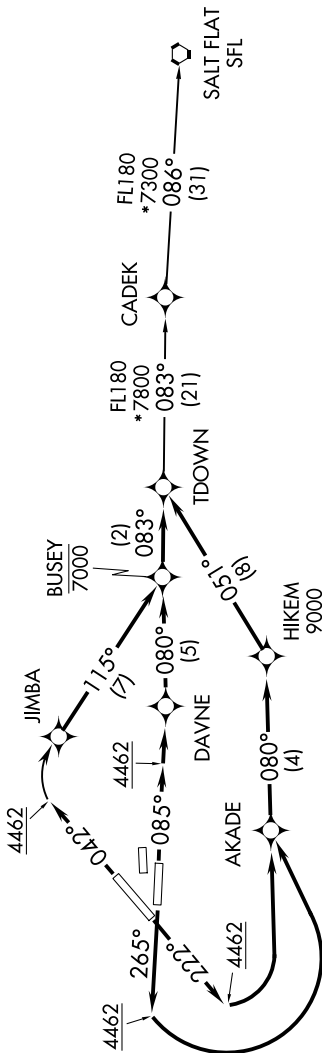 SALT FLAT
SFL
FL180
*7300
086°
(31)
CADEK
FL180
*7800
083°
(21)
TDOWN
BUSEY
7000
(2)
083°
051°
(8)
HIKEM
9000
JIMBA
115°
(7)
080°
(5)
DAVNE
080°
(4)
AKADE
4462
042°
4462
085°
265°
222°
4462
4462